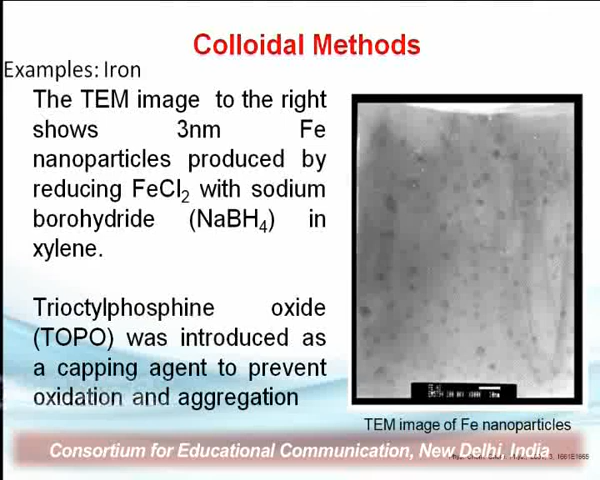 Colloidal Methods
Examples: Iron
The TEM image to the right
shows 3nm Fe
nanoparticles produced by
reducing FeCl2 with sodium
borohydride (NaBH4) in
xylene.
Trioctylphosphine oxide
(TOPO) was introduced as
a capping agent to prevent
oxidation and aggregation
TEM image of Fe nanoparticles
Consortium for Educational Communication, New Delhi, India